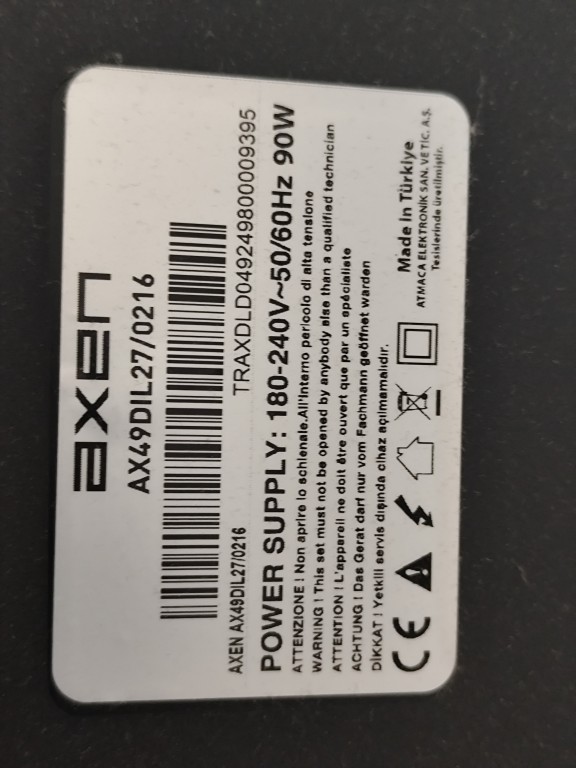 axen
AX49DIL27/0216
AXEN AX49DIL27/0216 TRAXDLD049249800009395
POWER SUPPLY: 180-240V~50/60Hz 90W
ATTENZIONE ! Non aprire lo schienale.All'Interno pericolo di alta tensione
WARNING ! This set must not be opened by anybody else than a qualified technician
ATTENTION ! L'appareil ne doit être ouvert que par un spécialiste
ACHTUNG ! Das Gerat darf nur vom Fachmann geöffnet warden
DİKKAT ! Yetkili servis dışında cihaz açılmamalıdır.
CE
Made in Türkiye
ATMACA ELEKTRONİK SAN. VE TİC. A.Ş.
Tesislerinde üretilmiştir.